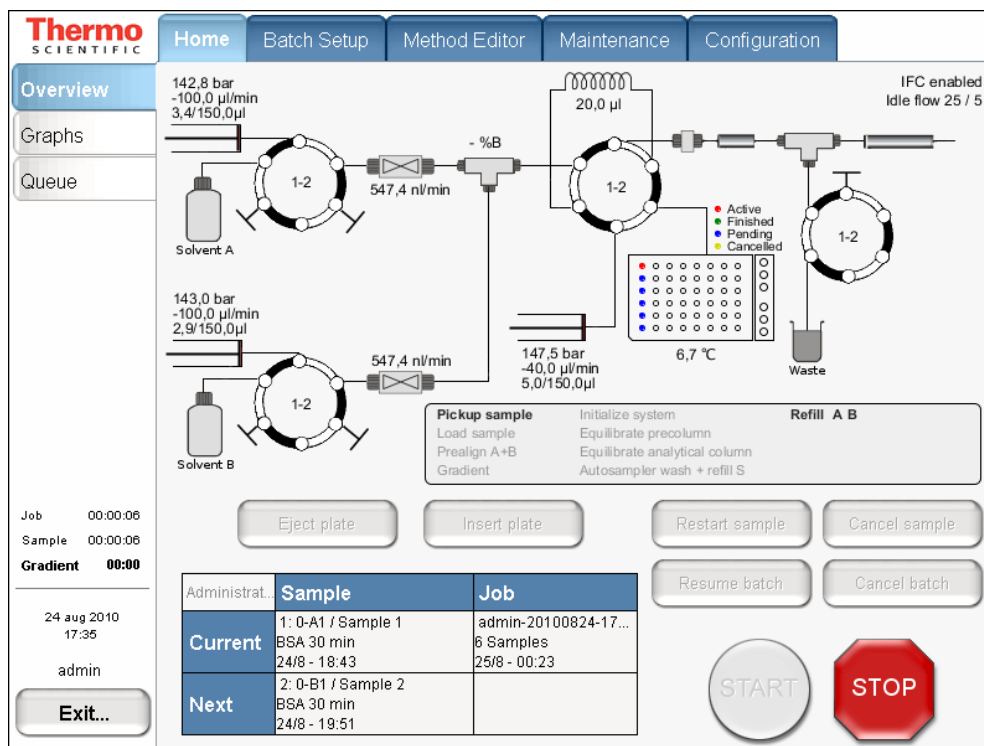 Thermo
SCIENTIFIC
Home
Batch Setup
Method Editor
Maintenance
Configuration
Overview
Graphs
Queue
142,8 bar
-100,0 µl/min
3,4/150,0µl
1-2
Solvent A
547,4 nl/min
- %B
20,0 µl
1-2
IFC enabled
Idle flow 25 / 5
Active
Finished
Pending
Cancelled
1-2
Waste
6,7 °C
143,0 bar
-100,0 µl/min
2,9/150,0µl
1-2
Solvent B
547,4 nl/min
147,5 bar
-40,0 µl/min
5,0/150,0µl
Pickup sample
Load sample
Prealign A+B
Gradient
Initialize system
Equilibrate precolumn
Equilibrate analytical column
Autosampler wash + refill S
Refill A B
Eject plate
Insert plate
Restart sample
Cancel sample
Resume batch
Cancel batch
Job 00:00:06
Sample 00:00:06
Gradient 00:00
24 aug 2010
17:35
admin
Exit...
Administrat...
Sample
Job
Current
1: 0-A1 / Sample 1
BSA 30 min
24/8 - 18:43
admin-20100824-17...
6 Samples
25/8 - 00:23
Next
2: 0-B1 / Sample 2
BSA 30 min
24/8 - 19:51
START
STOP